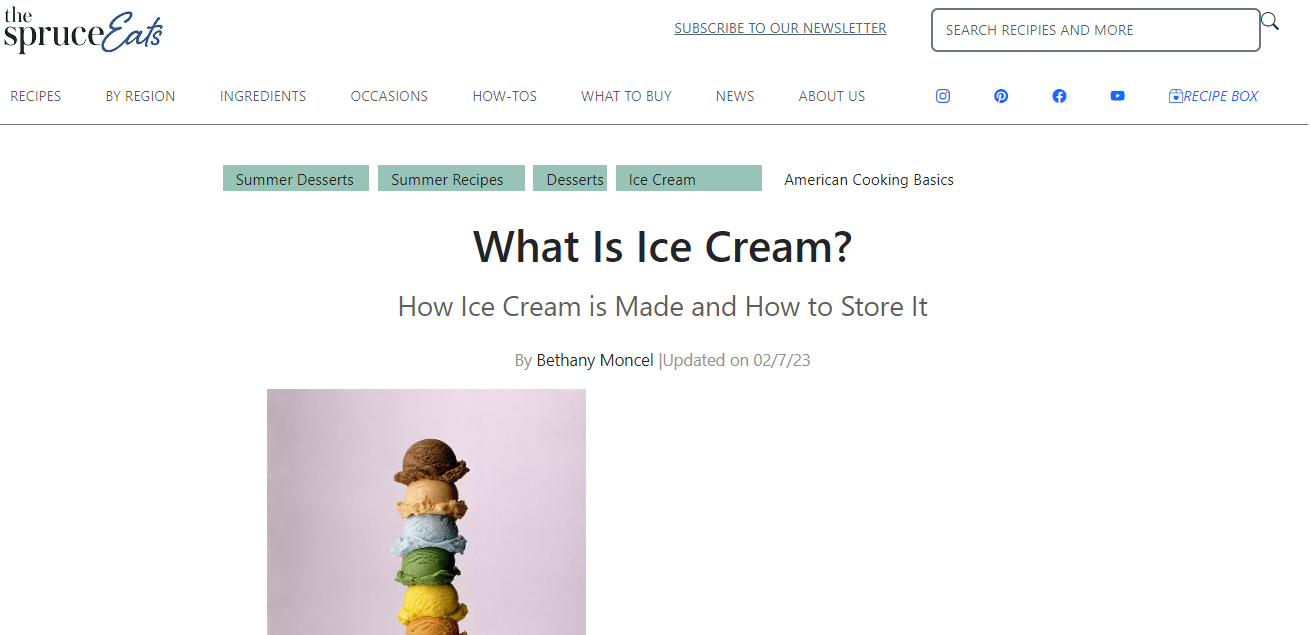 the
spruceEats
SUBSCRIBE TO OUR NEWSLETTER
SEARCH RECIPIES AND MORE
RECIPES BY REGION INGREDIENTS OCCASIONS HOW-TOS WHAT TO BUY NEWS ABOUT US RECIPE BOX
Summer Desserts Summer Recipes Desserts Ice Cream American Cooking Basics
What Is Ice Cream?
How Ice Cream is Made and How to Store It
By Bethany Moncel |Updated on 02/7/23